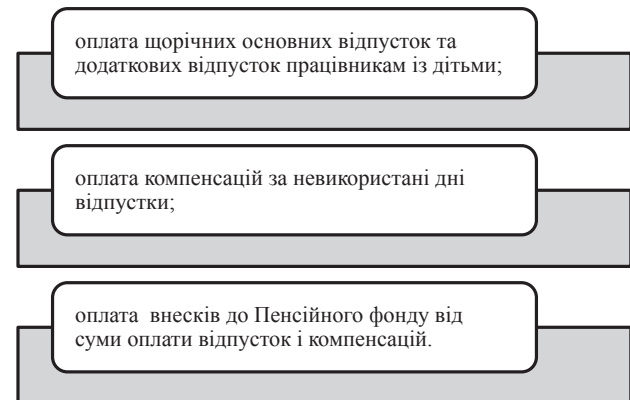 оплата щорічних основних відпусток та
додаткових відпусток працівникам із дітьми;
оплата компенсацій за невикористані дні
відпустки;
оплата внесків до Пенсійного фонду від
суми оплати відпусток і компенсацій.